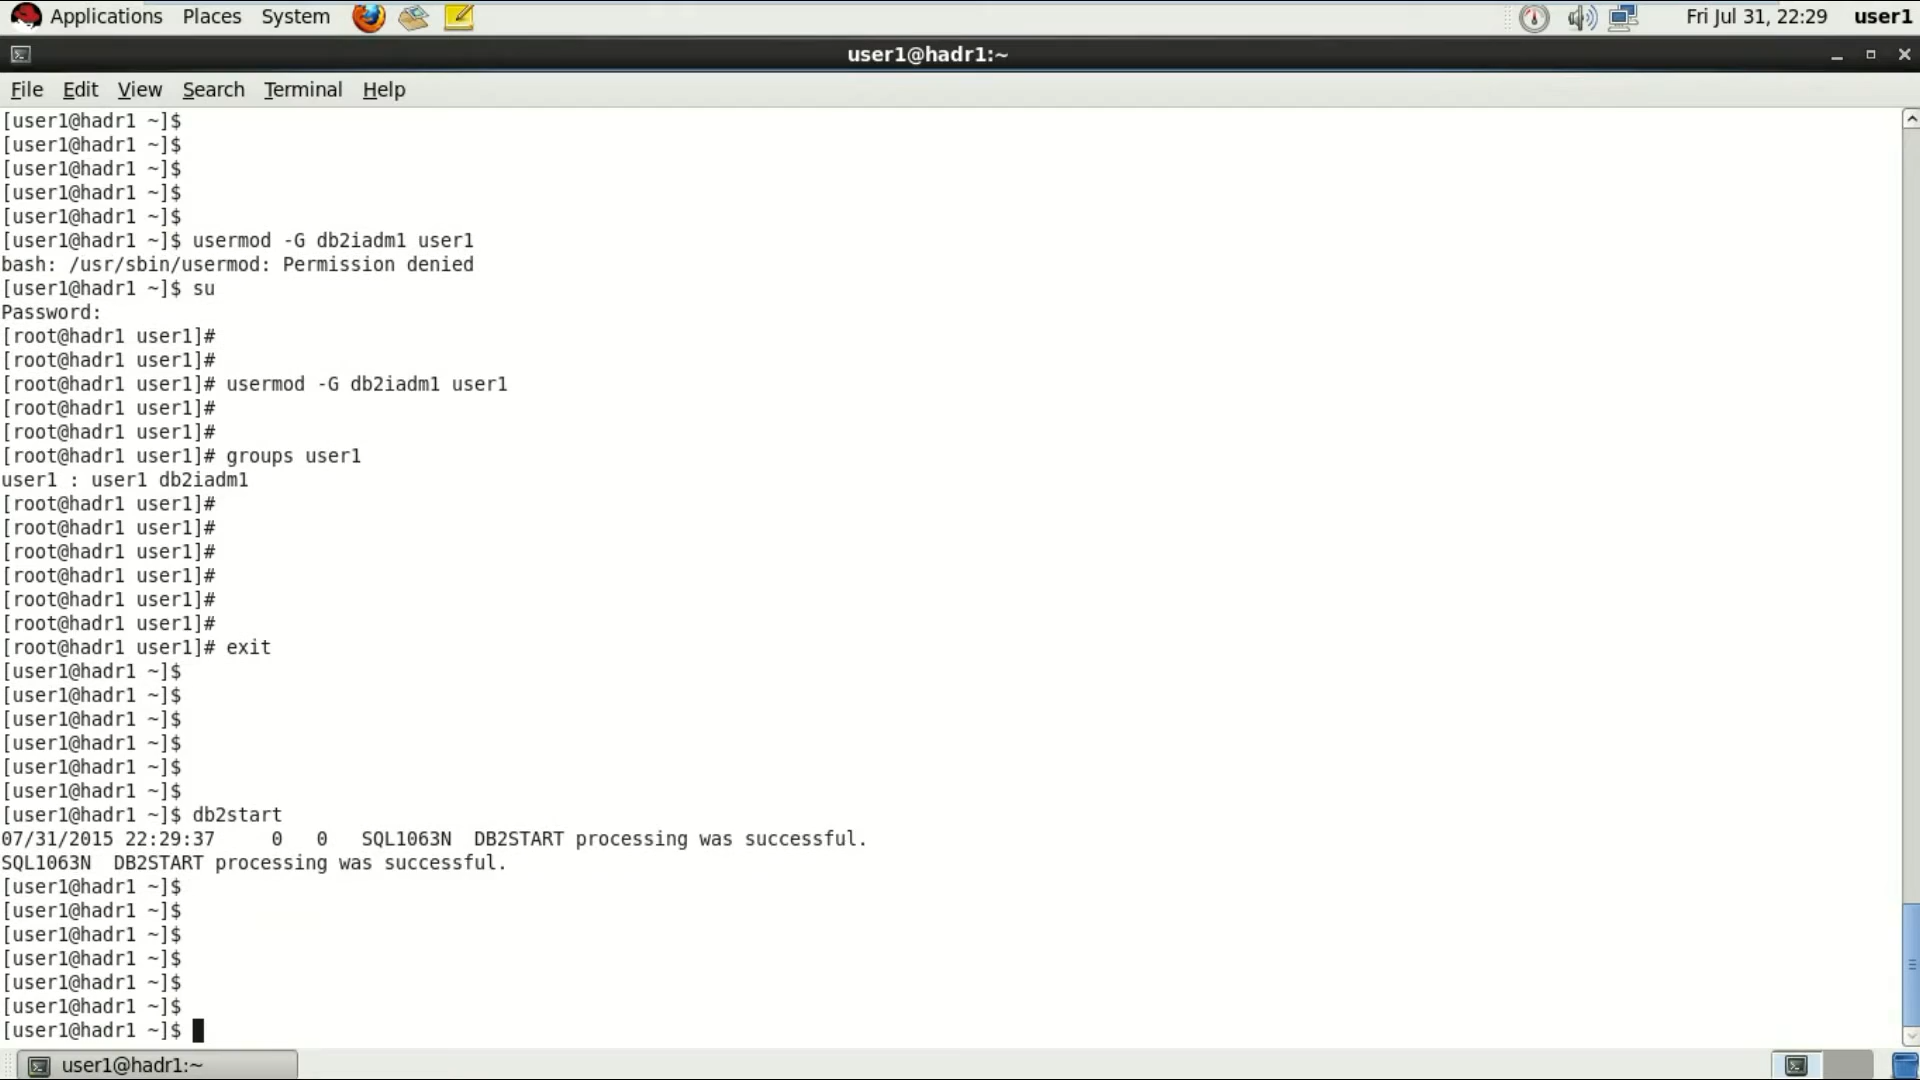 Applications Places System Fri Jul 31, 22:29 user1
user1@hadr1:~
File Edit View Search Terminal Help
[user1@hadr1 ~]$
[user1@hadr1 ~]$
[user1@hadr1 ~]$
[user1@hadr1 ~]$
[user1@hadr1 ~]$
[user1@hadr1 ~]$ usermod -G db2iadm1 user1
bash: /usr/sbin/usermod: Permission denied
[user1@hadr1 ~]$ su
Password:
[root@hadr1 user1]#
[root@hadr1 user1]#
[root@hadr1 user1]# usermod -G db2iadm1 user1
[root@hadr1 user1]#
[root@hadr1 user1]#
[root@hadr1 user1]# groups user1
user1 : user1 db2iadm1
[root@hadr1 user1]#
[root@hadr1 user1]#
[root@hadr1 user1]#
[root@hadr1 user1]#
[root@hadr1 user1]#
[root@hadr1 user1]#
[root@hadr1 user1]# exit
[user1@hadr1 ~]$
[user1@hadr1 ~]$
[user1@hadr1 ~]$
[user1@hadr1 ~]$
[user1@hadr1 ~]$
[user1@hadr1 ~]$
[user1@hadr1 ~]$ db2start
07/31/2015 22:29:37     0   0   SQL1063N  DB2START processing was successful.
SQL1063N  DB2START processing was successful.
[user1@hadr1 ~]$
[user1@hadr1 ~]$
[user1@hadr1 ~]$
[user1@hadr1 ~]$
[user1@hadr1 ~]$
[user1@hadr1 ~]$
[user1@hadr1 ~]$
user1@hadr1:~